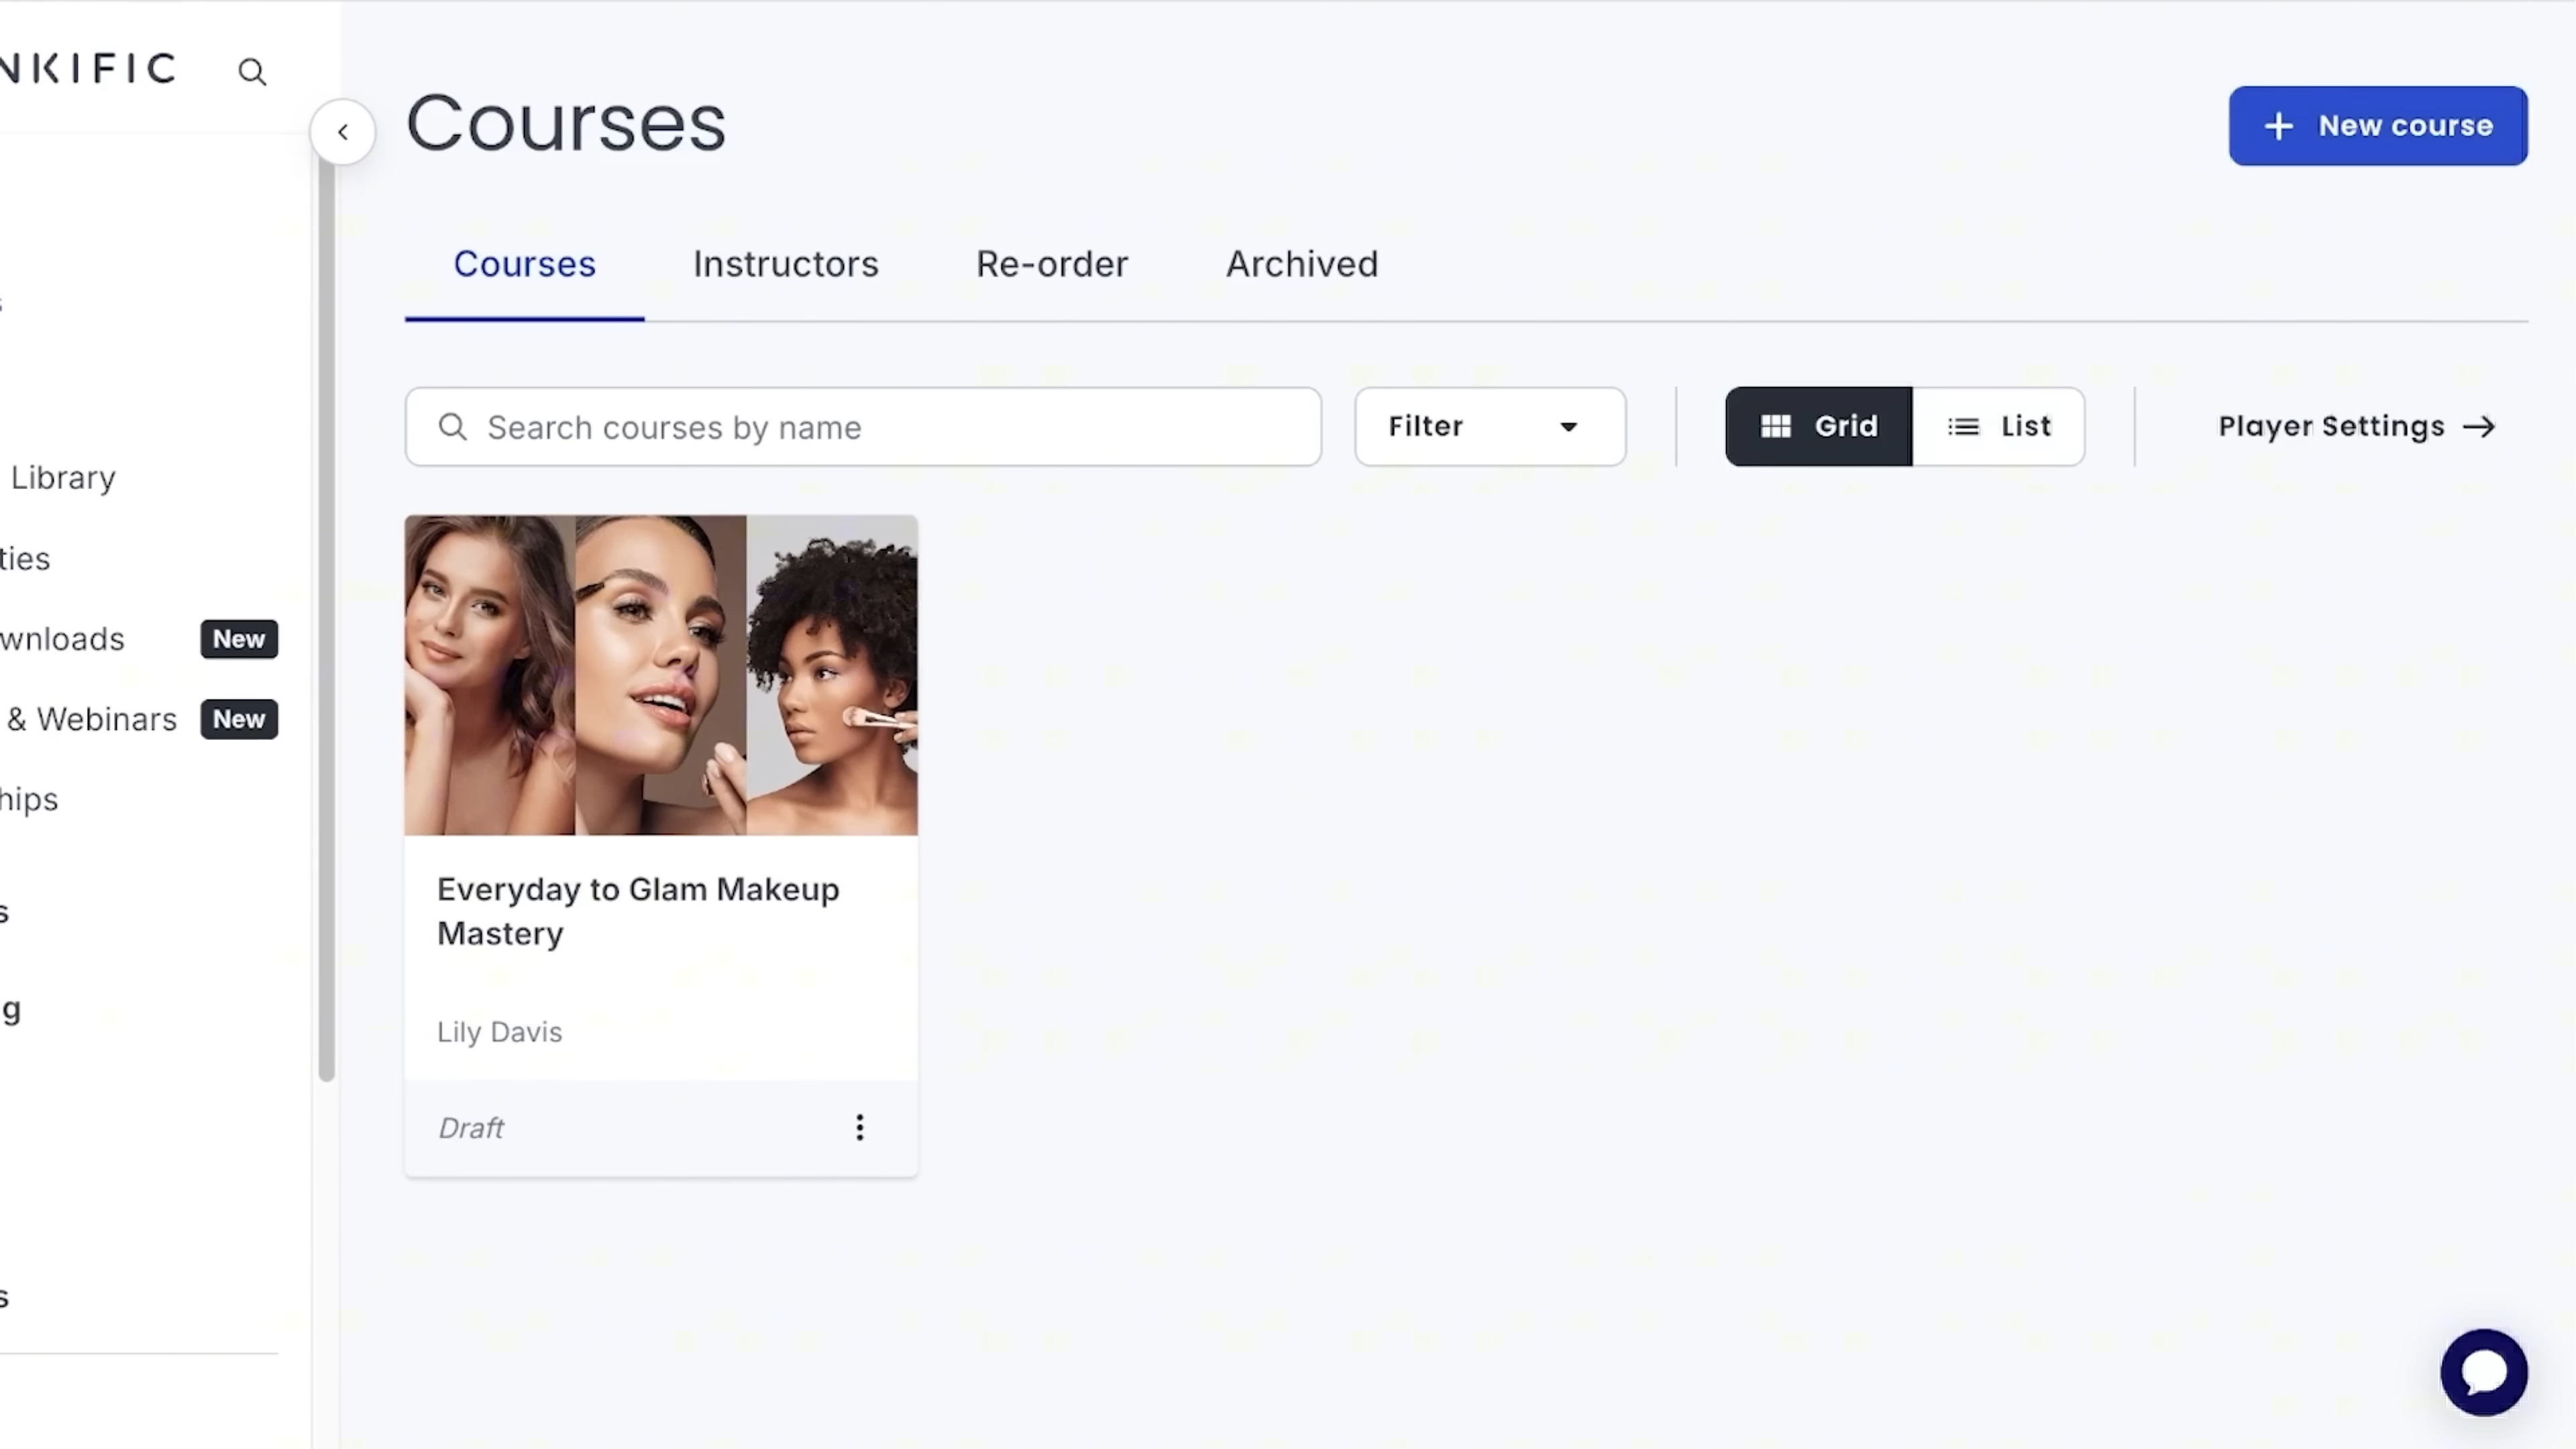 NKIFIC
Courses
New course
Courses Instructors Re-order Archived
Search courses by name
Filter
Grid
List
Player Settings
Library
ties
wnloads New
& Webinars New
hips
s
g
s
Everyday to Glam Makeup
Mastery
Lily Davis
Draft